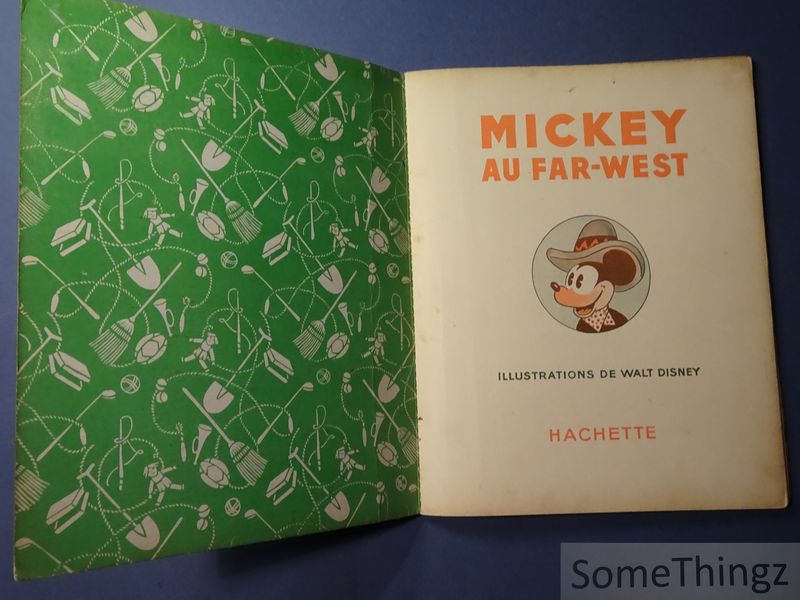 MICKEY
AU FAR-WEST
ILLUSTRATIONS DE WALT DISNEY
HACHETTE
SomeThingz